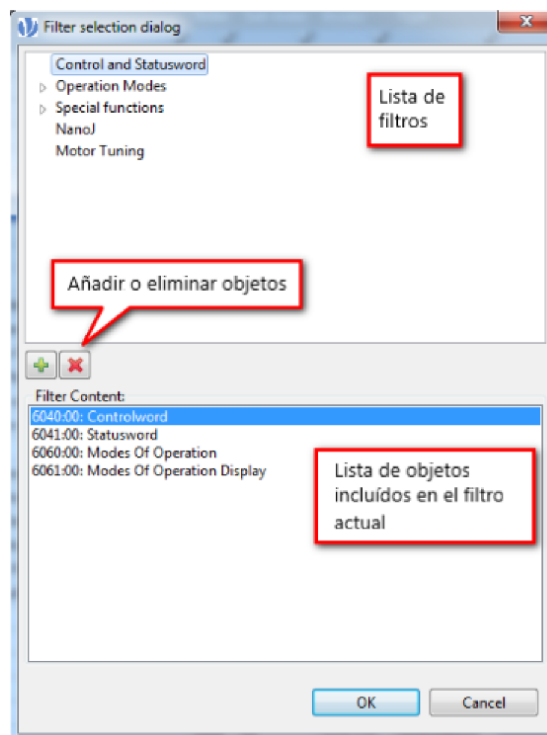 Filter selection dialog
Control and Statusword
Operation Modes
Lista de
filtros
Special functions
NanoJ
Motor Tuning
Añadir o eliminar objetos
Filter Content:
6040:00: Controlword
6041:00: Statusword
6060:00: Modes Of Operation
6061:00: Modes Of Operation Display
Lista de objetos
incluídos en el filtro
actual
OK
Cancel